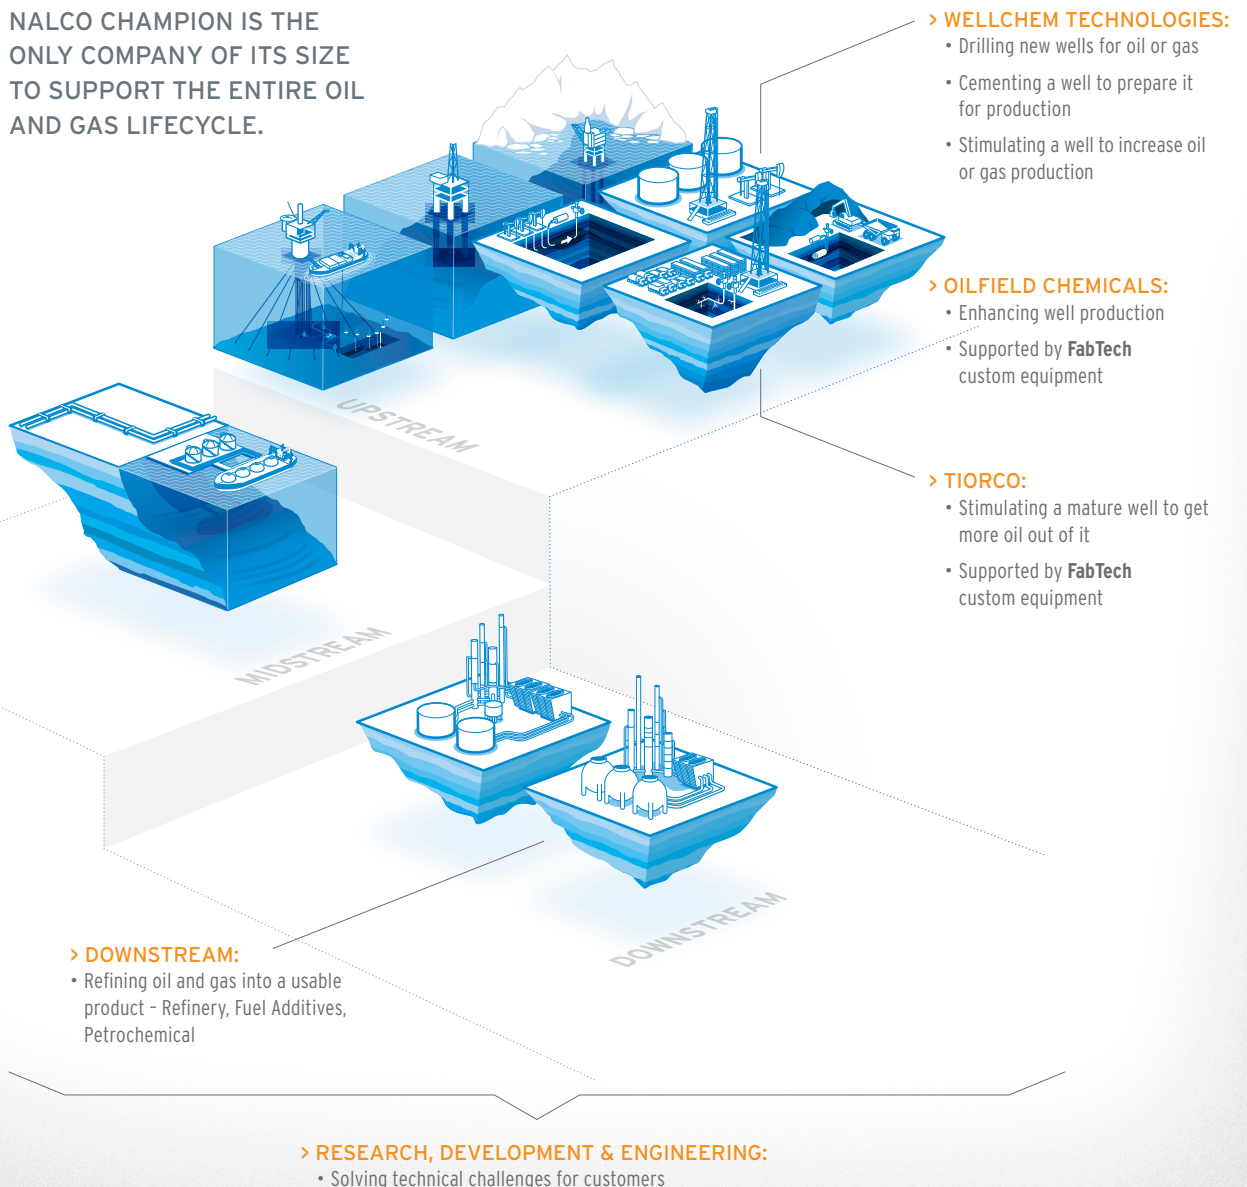 NALCO CHAMPION IS THE
ONLY COMPANY OF ITS SIZE
TO SUPPORT THE ENTIRE OIL
AND GAS LIFECYCLE.
> WELLCHEM TECHNOLOGIES:
• Drilling new wells for oil or gas
• Cementing a well to prepare it
for production
• Stimulating a well to increase oil
or gas production
> OILFIELD CHEMICALS:
• Enhancing well production
• Supported by FabTech
custom equipment
UPSTREAM
> TIORCO:
• Stimulating a mature well to get
more oil out of it
• Supported by FabTech
custom equipment
MIDSTREAM
DOWNSTREAM
> DOWNSTREAM:
• Refining oil and gas into a usable
product - Refinery, Fuel Additives,
Petrochemical
> RESEARCH, DEVELOPMENT & ENGINEERING:
• Solving technical challenges for customers